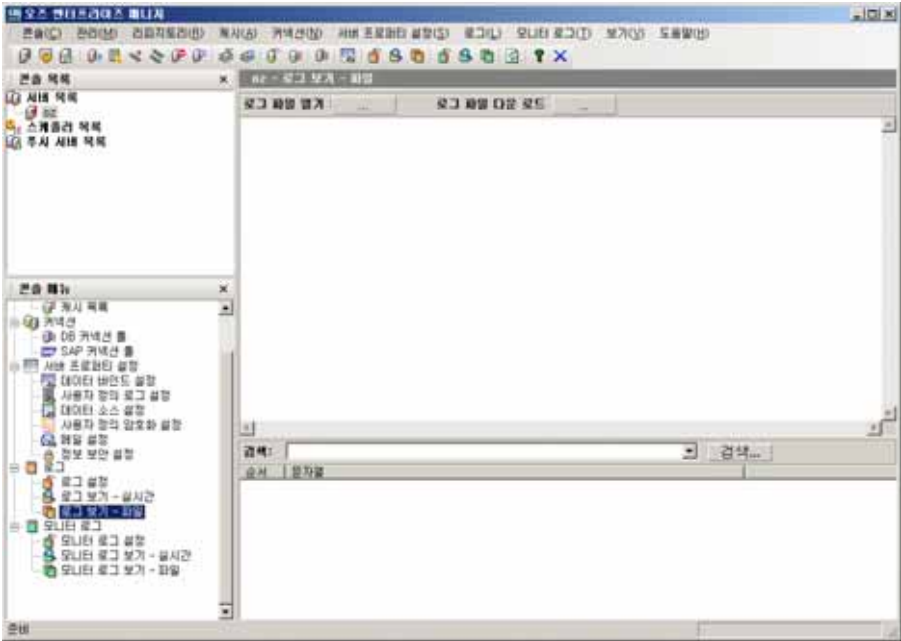 오즈 엔터프라이즈 매니저
콘솔(C) 관리(M) 리파지토리(R) 캐시(A) 커넥션(N) 서버 프로퍼티 설정(S) 로그(L) 모니터 로그(T) 보기(V) 도움말(H)
콘솔 목록
서버 목록
oz
스케줄러 목록
주시 서버 목록
oz - 로그 보기 - 파일
로그 파일 열기 ... 로그 파일 다운 로드 ...
콘솔 메뉴
캐시 목록
커넥션
DB 커넥션 풀
SAP 커넥션 풀
서버 프로퍼티 설정
데이터 바인드 설정
사용자 정의 로그 설정
데이터 소스 설정
사용자 정의 암호화 설정
메일 설정
정보 보안 설정
로그
로그 설정
로그 보기 - 실시간
로그 보기 - 파일
모니터 로그
모니터 로그 설정
모니터 로그 보기 - 실시간
모니터 로그 보기 - 파일
검색: 검색...
순서 문자열
준비